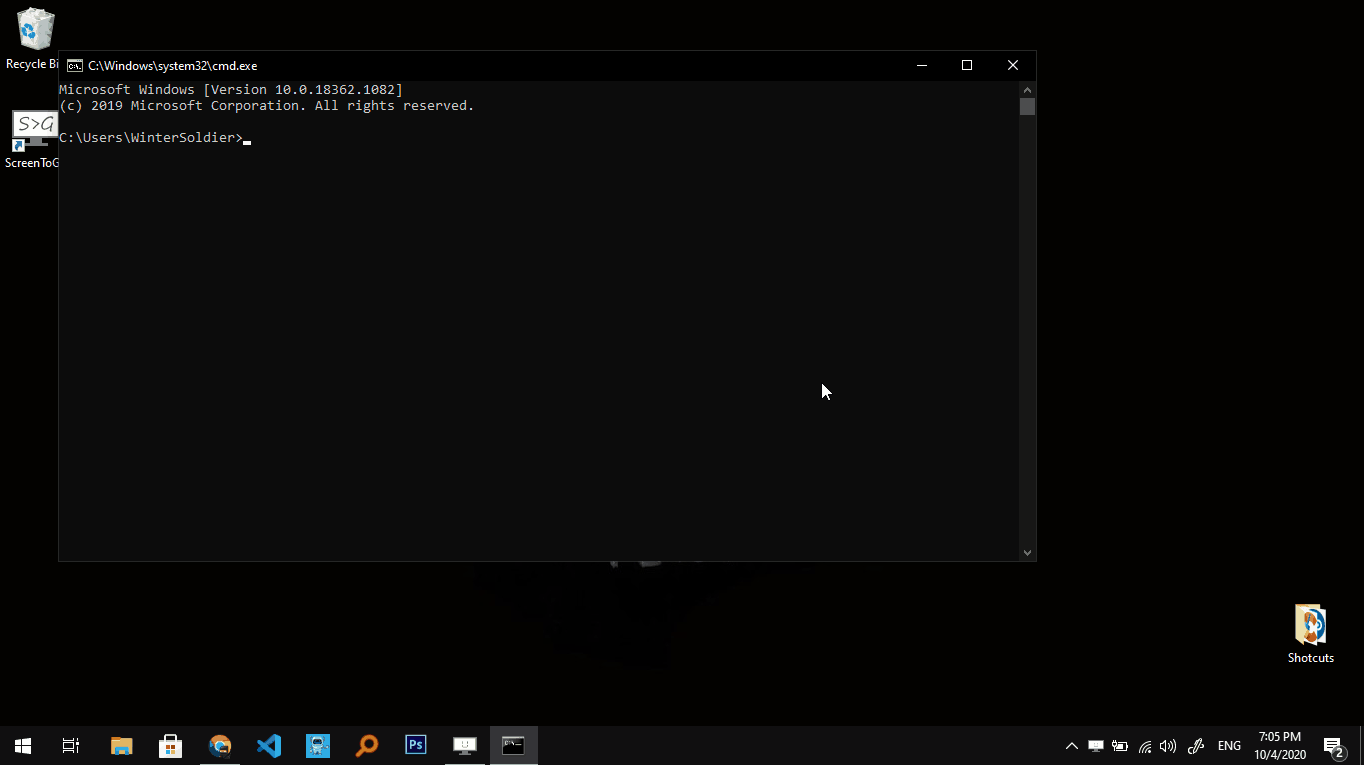 Recycle Bi
C:\Windows\system32\cmd.exe
Microsoft Windows [Version 10.0.18362.1082]
(c) 2019 Microsoft Corporation. All rights reserved.
C:\Users\WinterSoldier>
S>G
ScreenToG
Shotcuts
Ps
ENG
7:05 PM
10/4/2020
2